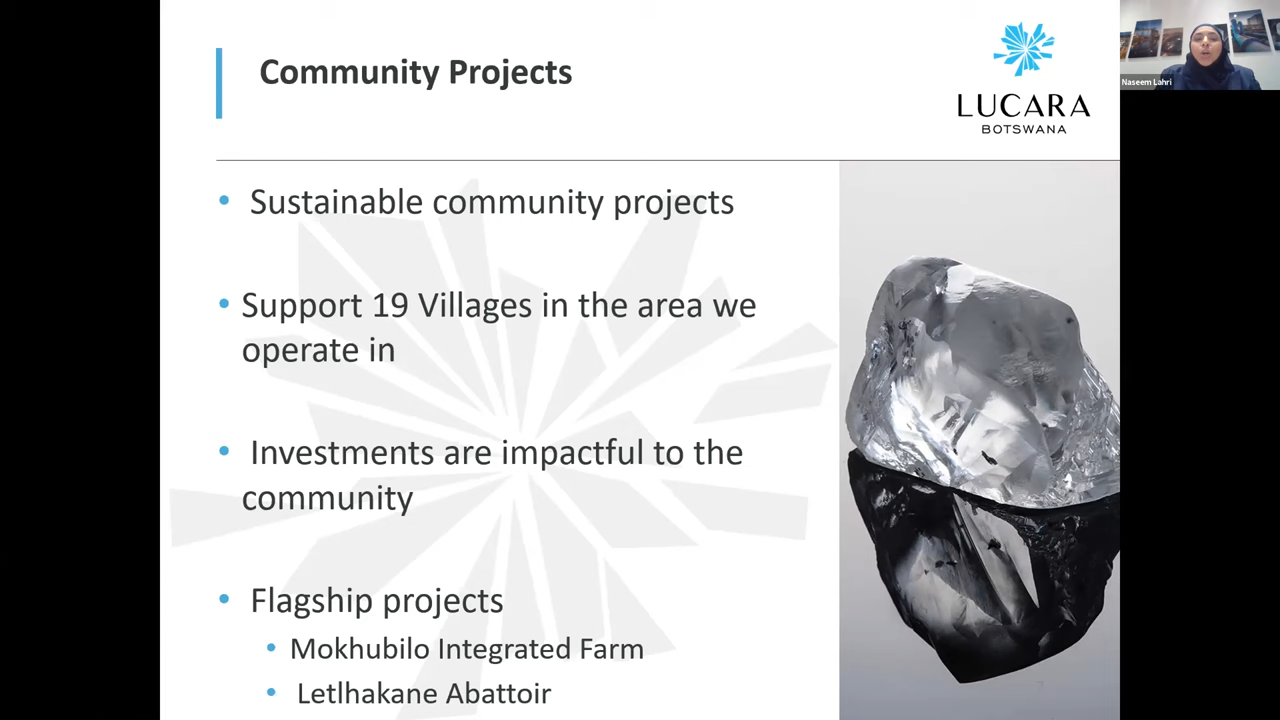 Community Projects
LUCARA
BOTSWANA
Naseem Lahri
• Sustainable community projects
• Support 19 Villages in the area we
operate in
• Investments are impactful to the
community
• Flagship projects
• Mokhubilo Integrated Farm
• Letlhakane Abattoir